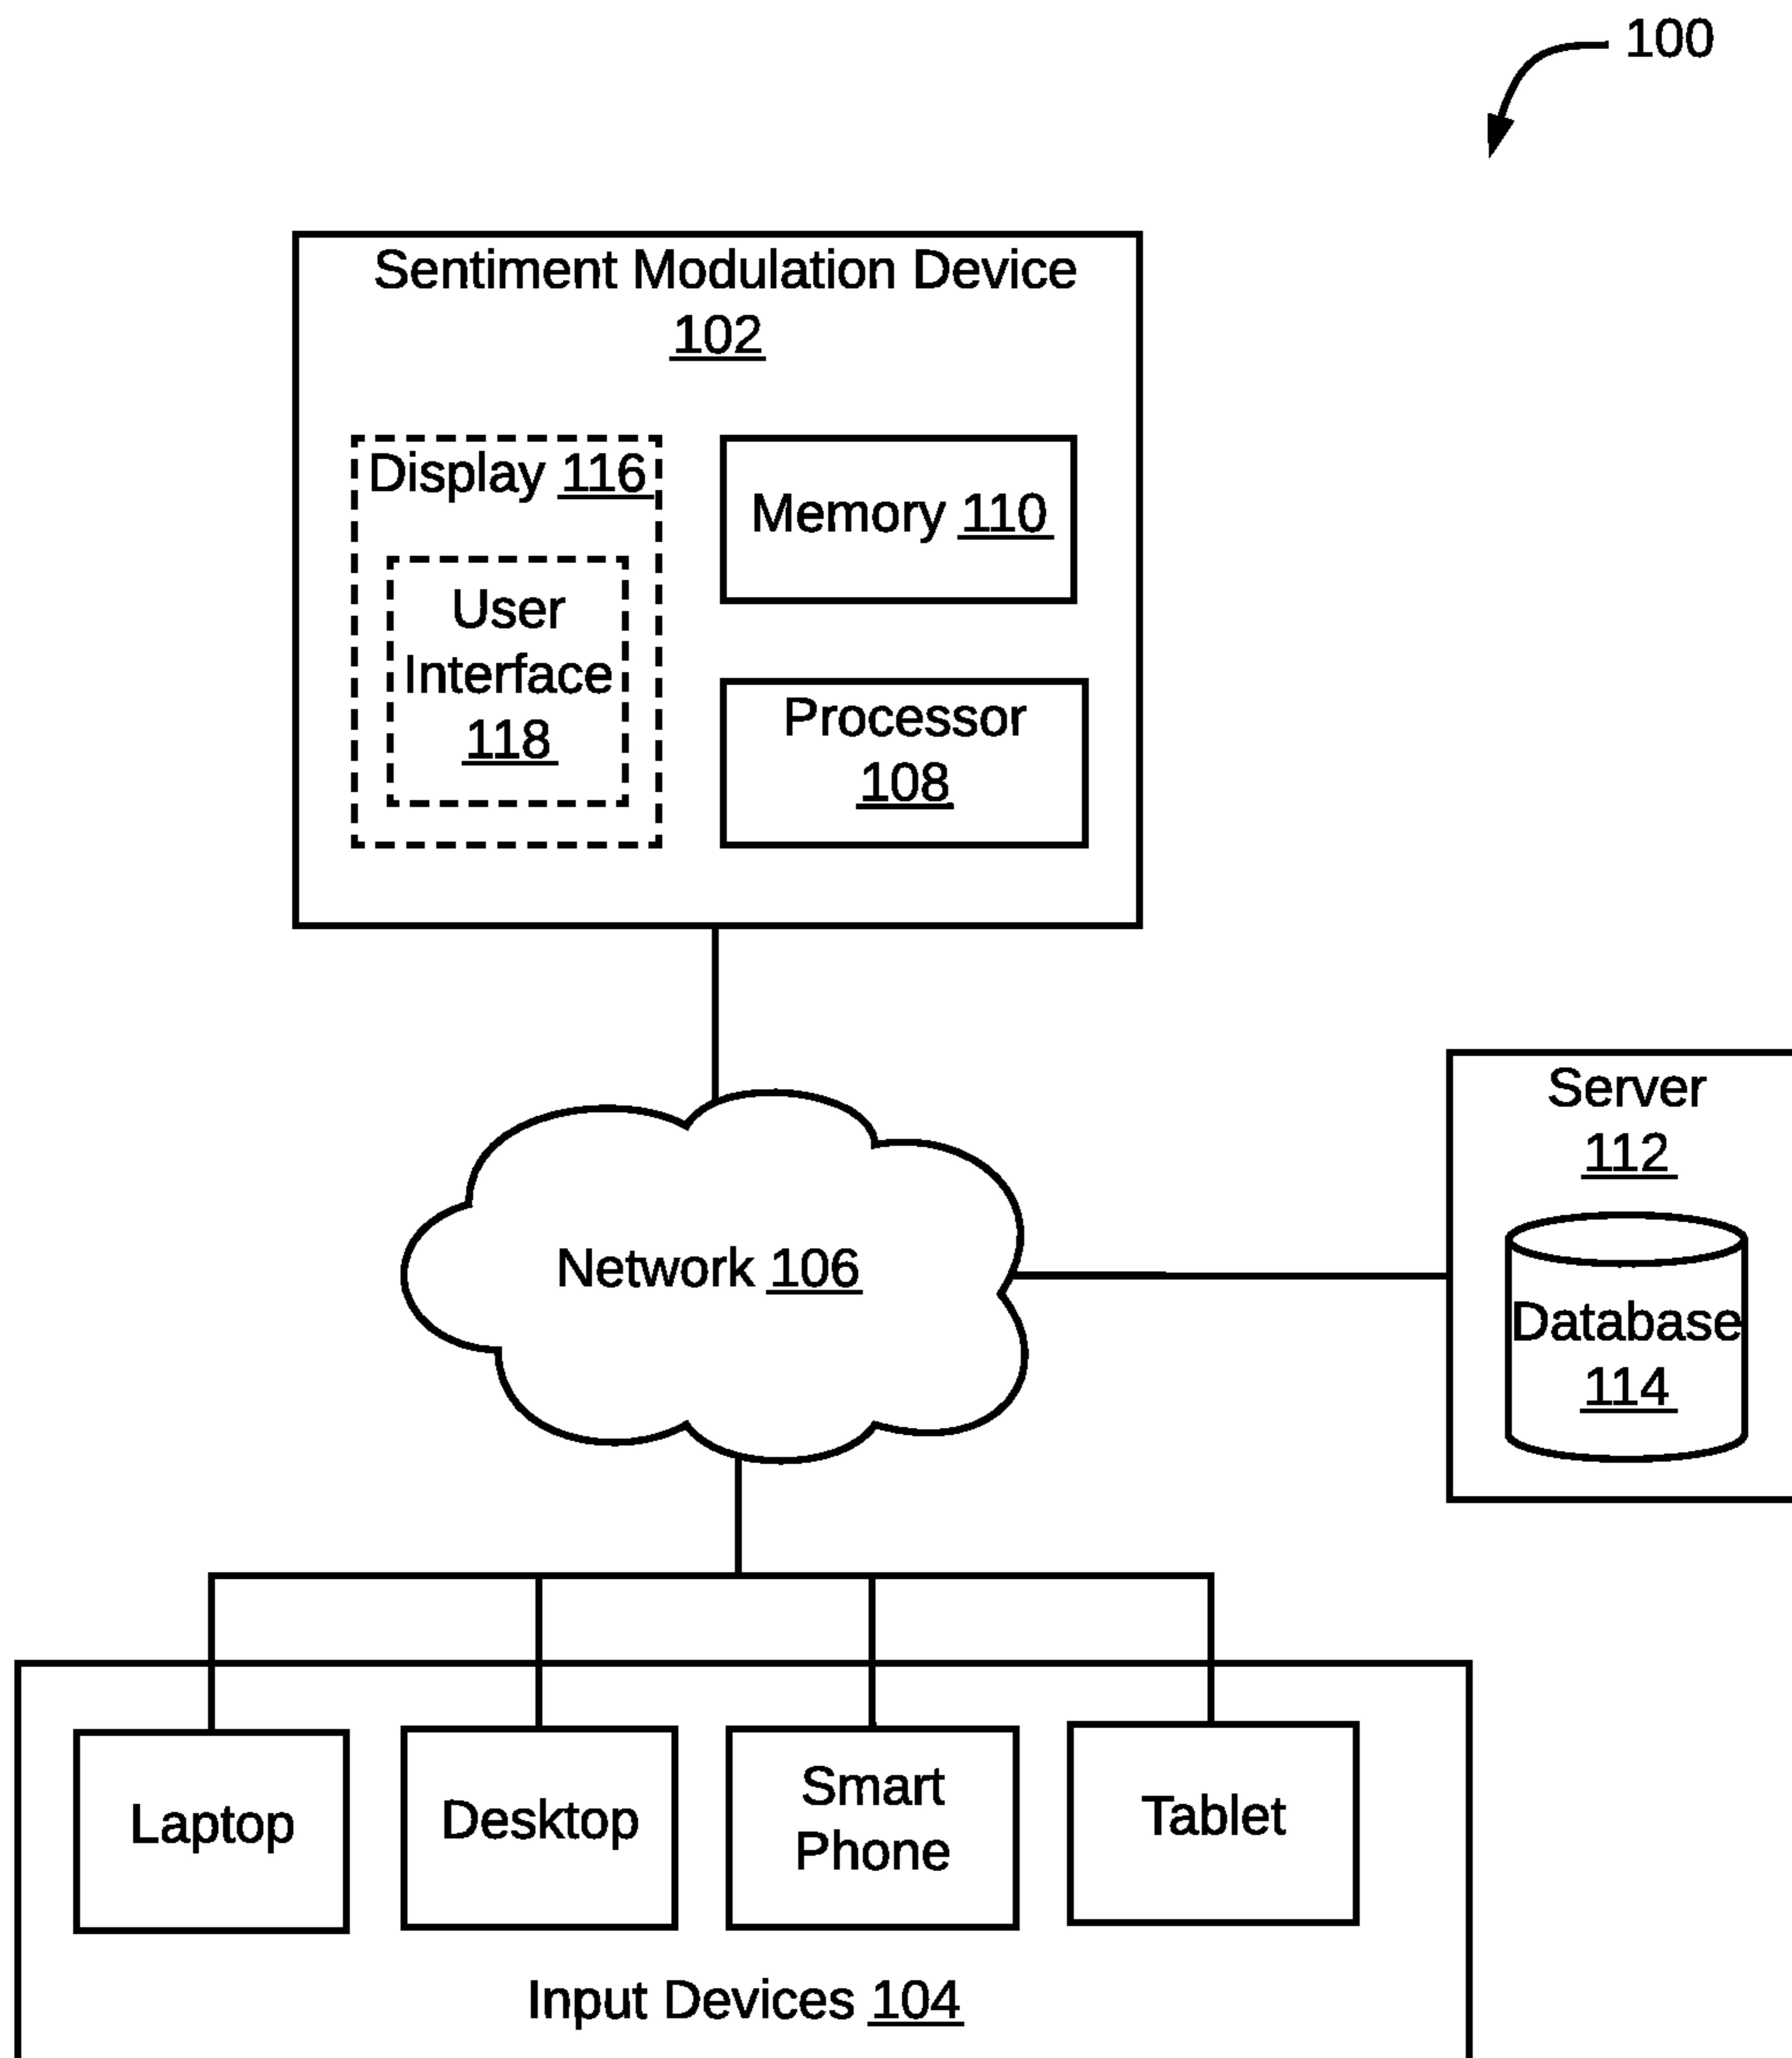 100
Sentiment Modulation Device
102
Display 116
User
Interface
118
Memory 110
Processor
108
Server
112
Database
114
Network 106
Laptop
Desktop
Smart
Phone
Tablet
Input Devices 104